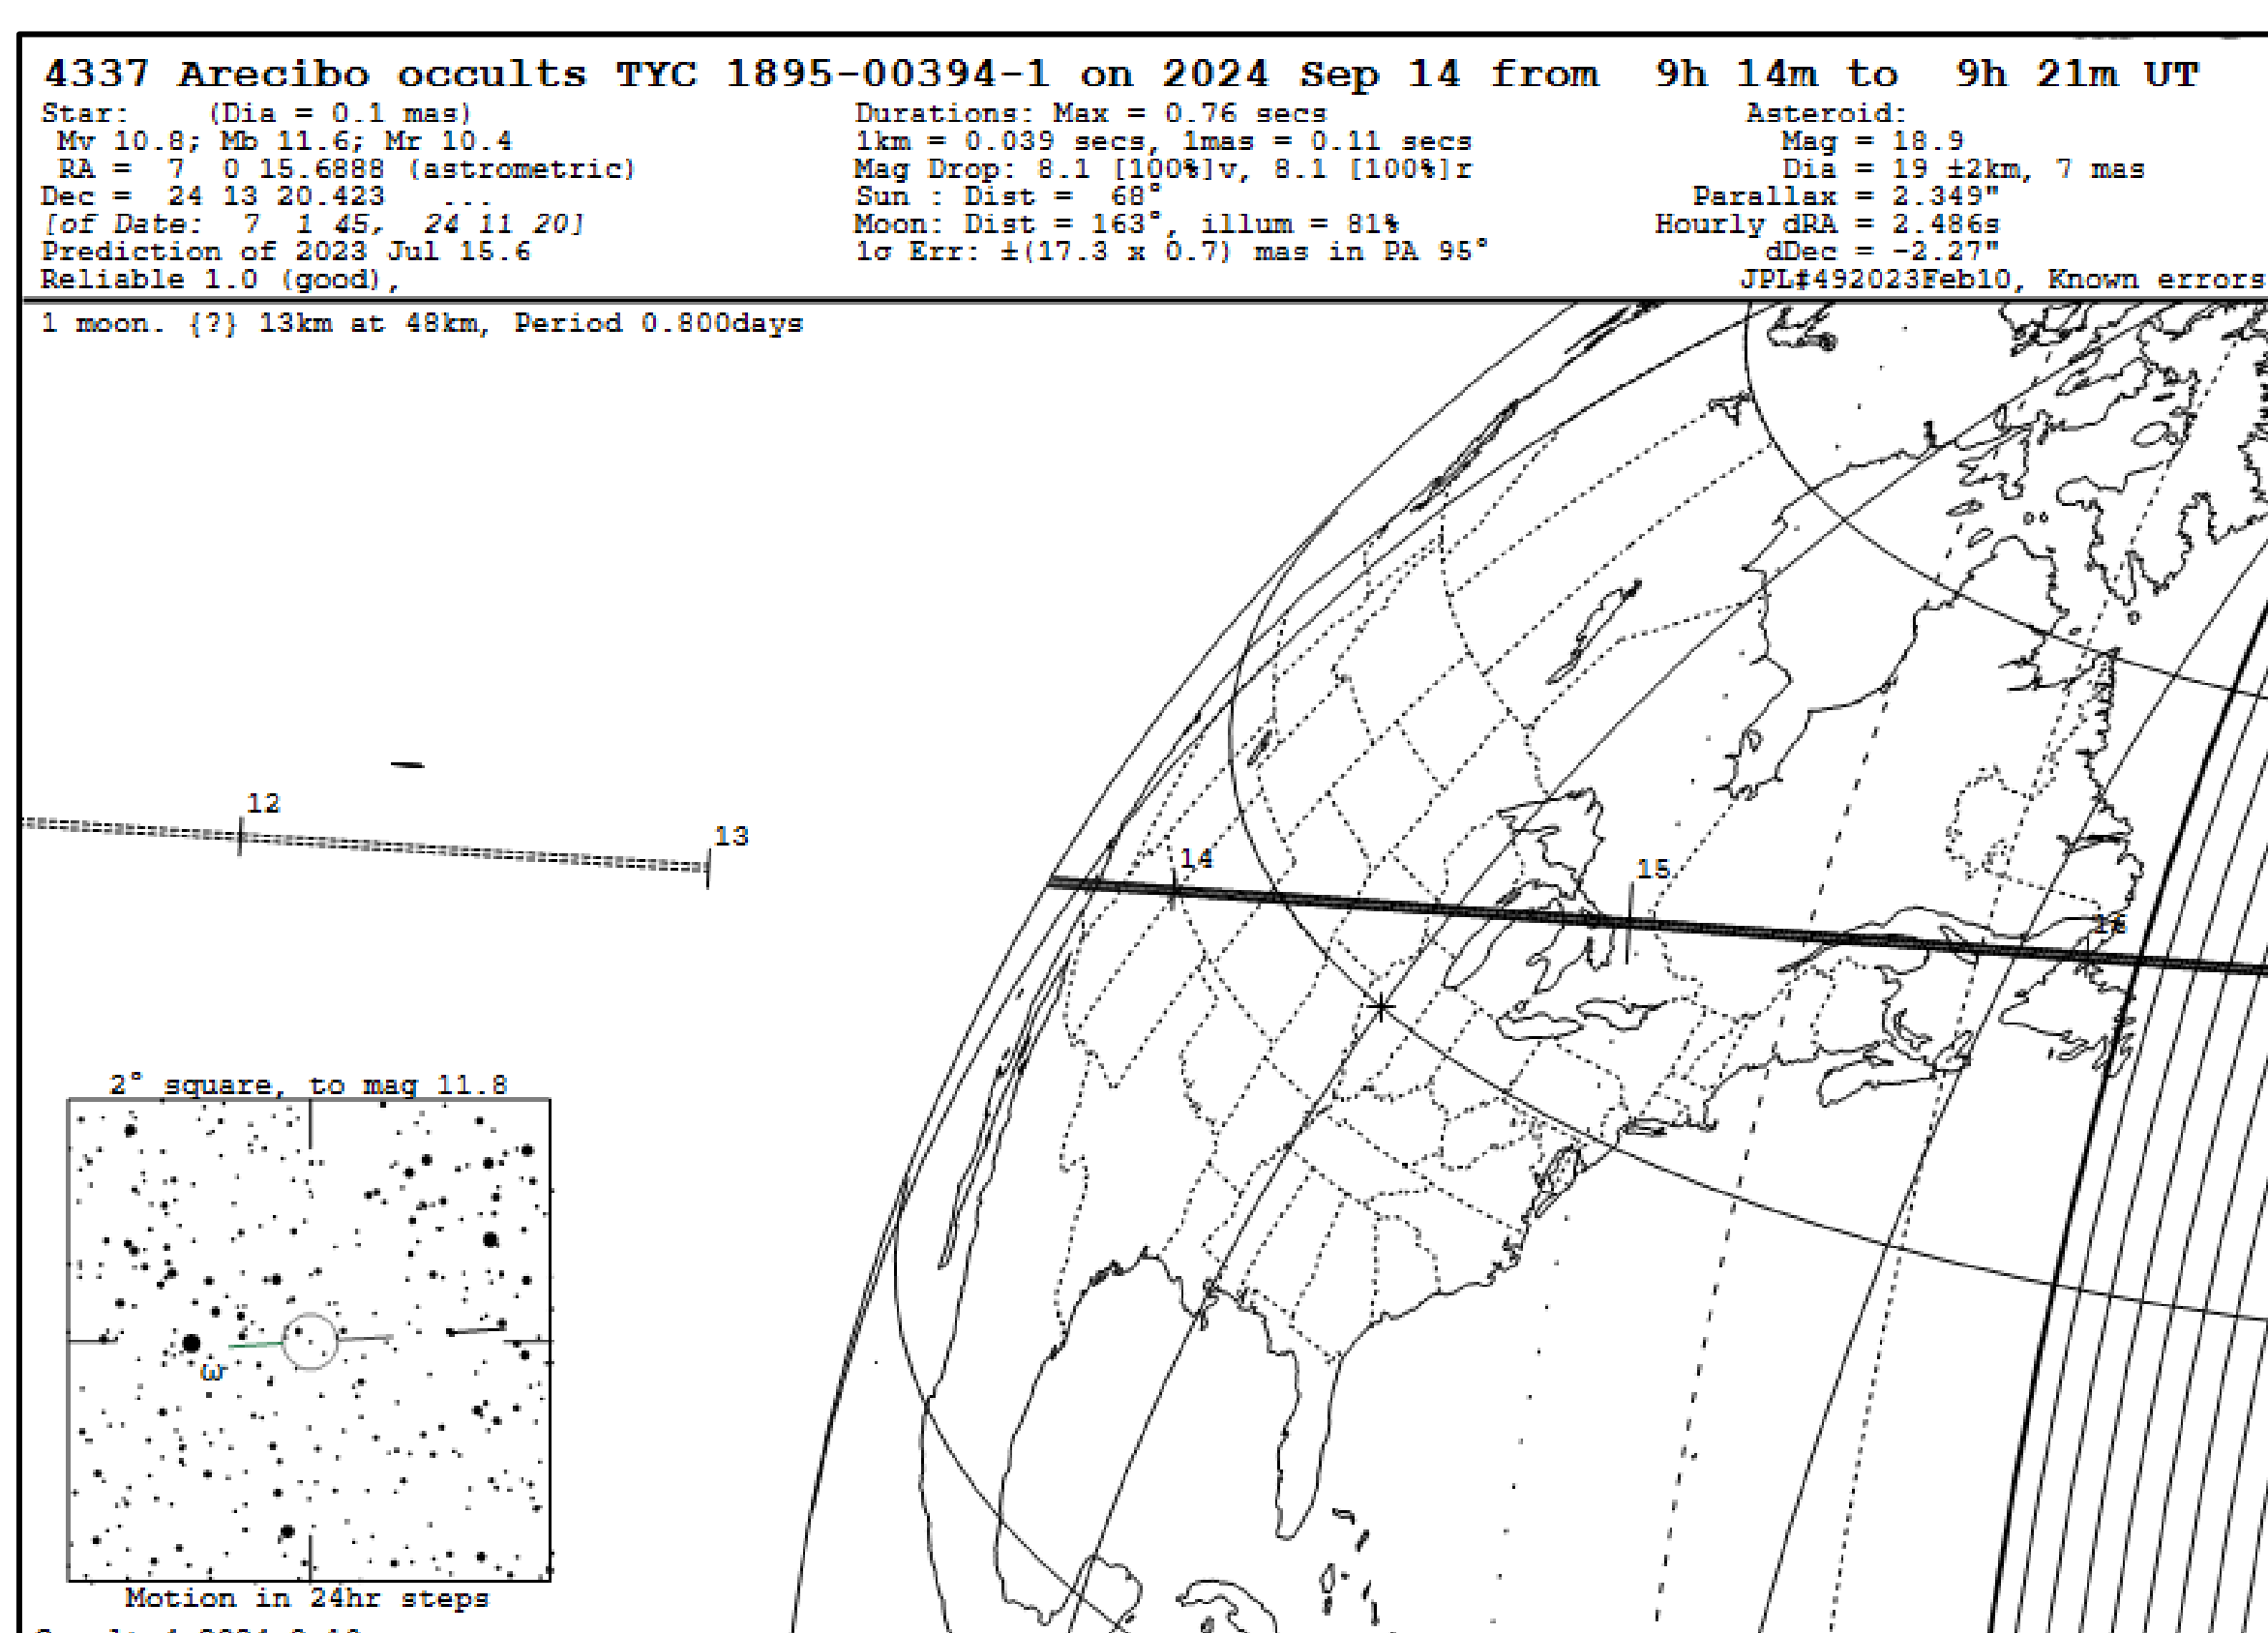 4337 Arecibo occults TYC 1895-00394-1 on 2024 Sep 14 from 9h 14m to 9h 21m UT
Star: (Dia = 0.1 mas)
Mv 10.8; Mb 11.6; Mr 10.4
RA = 7 0 15.6888 (astrometric)
Dec = 24 13 20.423 ...
[of Date: 7 1 45, 24 11 20]
Prediction of 2023 Jul 15.6
Reliable 1.0 (good),
Durations: Max = 0.76 secs
1km = 0.039 secs, 1mas = 0.11 secs
Mag Drop: 8.1 [100%]v, 8.1 [100%]r
Sun : Dist = 68°
Moon: Dist = 163°, illum = 81%
1σ Err: ±(17.3 x 0.7) mas in PA 95°
Asteroid:
Mag = 18.9
Dia = 19 ±2km, 7 mas
Parallax = 2.349"
Hourly dRA = 2.486s
dDec = -2.27"
JPL#492023Feb10, Known errors
1 moon. {?} 13km at 48km, Period 0.800days
12
13
14
15
16
2° square, to mag 11.8
ω
Motion in 24hr steps